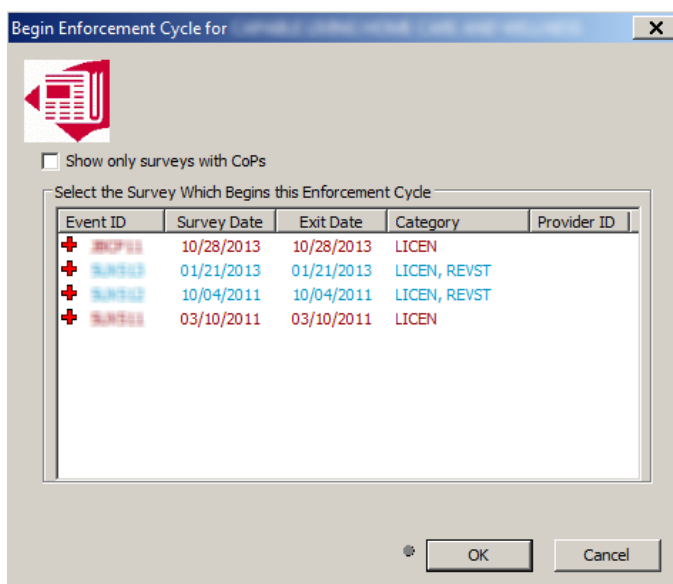 Begin Enforcement Cycle for
Show only surveys with CoPs
Select the Survey Which Begins this Enforcement Cycle
Event ID Survey Date Exit Date Category Provider ID
10/28/2013 10/28/2013 LICEN
01/21/2013 01/21/2013 LICEN, REVST
10/04/2011 10/04/2011 LICEN, REVST
03/10/2011 03/10/2011 LICEN
OK Cancel